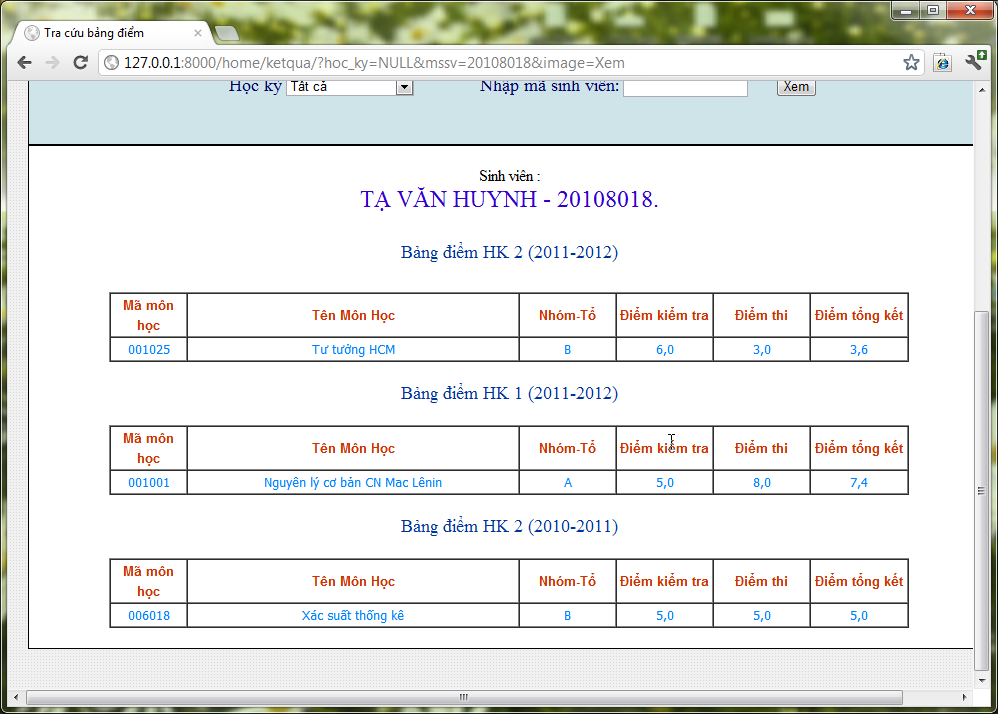 Tra cứu bảng điểm
127.0.0.1:8000/home/ketqua/?hoc_ky=NULL&mssv=20108018&image=Xem
Học kỳ Tất cả Nhập mã sinh viên: Xem
Sinh viên :
TẠ VĂN HUYNH - 20108018.
Bảng điểm HK 2 (2011-2012)
Mã môn học Tên Môn Học Nhóm-Tổ Điểm kiểm tra Điểm thi Điểm tổng kết
001025 Tư tưởng HCM B 6,0 3,0 3,6
Bảng điểm HK 1 (2011-2012)
Mã môn học Tên Môn Học Nhóm-Tổ Điểm kiểm tra Điểm thi Điểm tổng kết
001001 Nguyên lý cơ bản CN Mac Lênin A 5,0 8,0 7,4
Bảng điểm HK 2 (2010-2011)
Mã môn học Tên Môn Học Nhóm-Tổ Điểm kiểm tra Điểm thi Điểm tổng kết
006018 Xác suất thống kê B 5,0 5,0 5,0